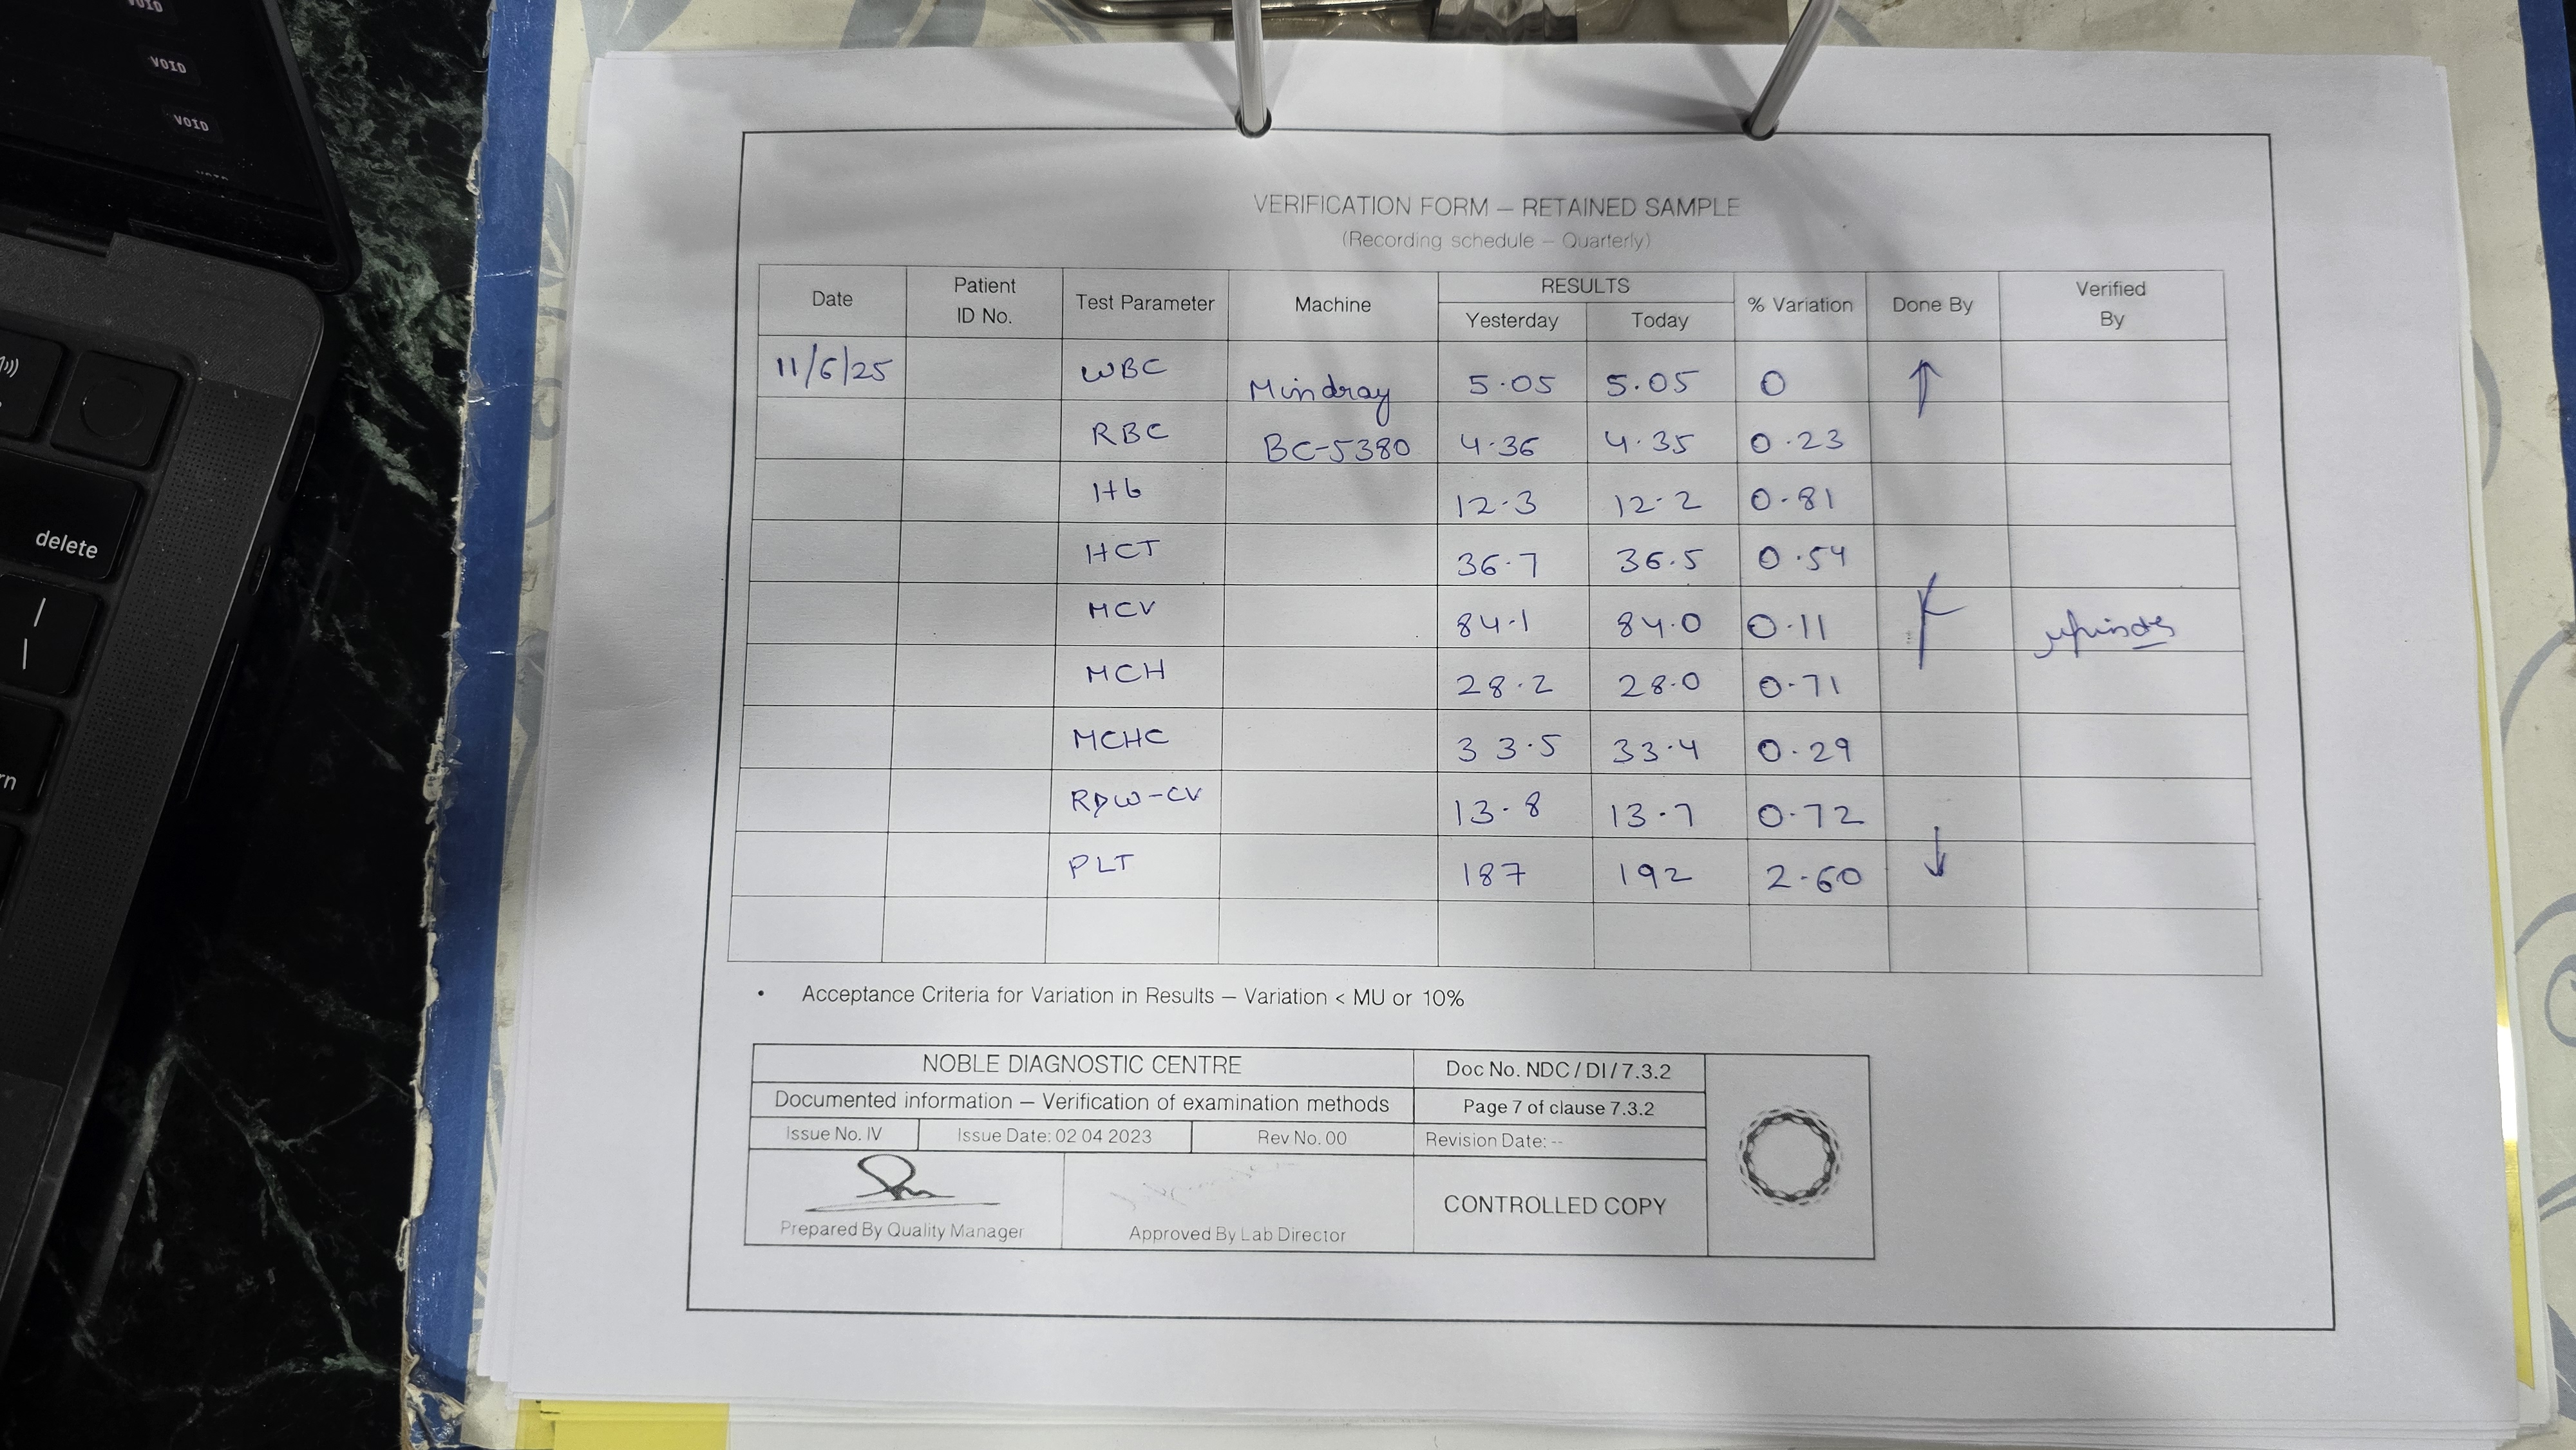 VOID
VOID
VOID
delete
VERIFICATION FORM – RETAINED SAMPLE
(Recording schedule – Quarterly)
Date Patient ID No. Test Parameter Machine RESULTS Yesterday Today % Variation Done By Verified By
11/6/25 WBC Mindray 5.05 5.05 0
RBC BC-5380 4.36 4.35 0.23
Hb 12.3 12.2 0.81
HCT 36.7 36.5 0.54
MCV 84.1 84.0 0.11
MCH 28.2 28.0 0.71
MCHC 33.5 33.4 0.29
RDW-CV 13.8 13.7 0.72
PLT 187 192 2.60
• Acceptance Criteria for Variation in Results – Variation < MU or 10%
NOBLE DIAGNOSTIC CENTRE Doc No. NDC / DI / 7.3.2
Documented information – Verification of examination methods Page 7 of clause 7.3.2
Issue No. IV Issue Date: 02 04 2023 Rev No. 00 Revision Date: --
Prepared By Quality Manager Approved By Lab Director CONTROLLED COPY